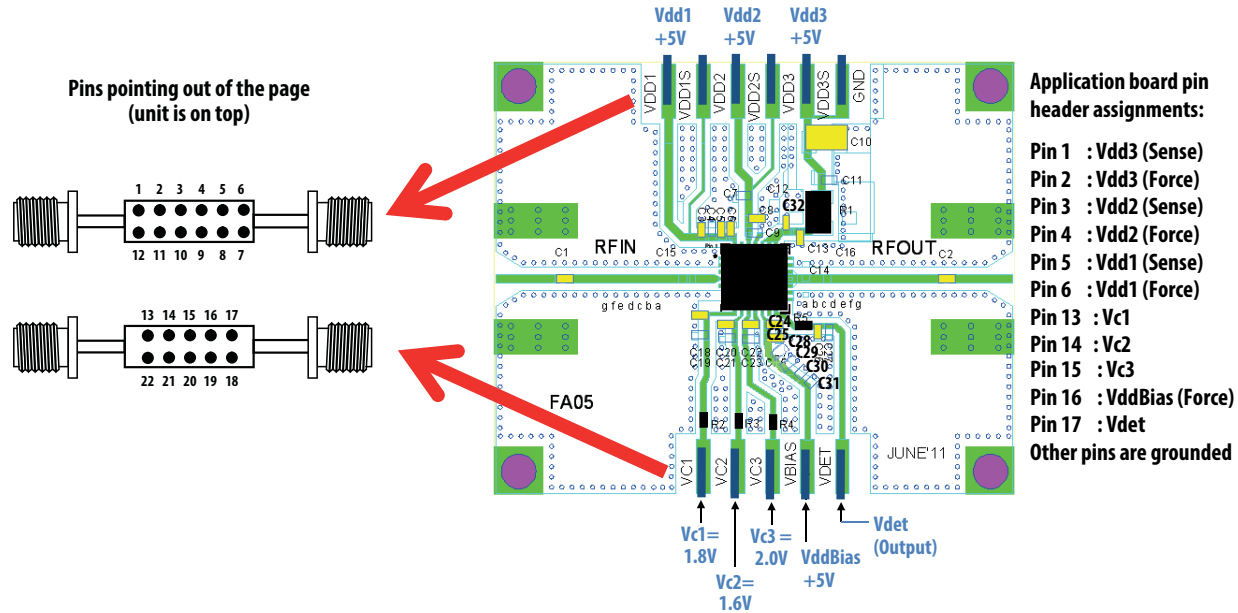 Pins pointing out of the page
(unit is on top)
1 2 3 4 5 6
12 11 10 9 8 7
13 14 15 16 17
22 21 20 19 18
Vdd1
+5V
Vdd2
+5V
Vdd3
+5V
VDD1
VDD1S
VDD2
VDD2S
VDD3
VDD3S
GND
C10
C11
C12
C7
C8
C9
C32
R1
C13
C16
C14
C15
RFIN
RFOUT
C1
C2
gfedcba
abcdefg
C24
C25
C28
C29
C30
C31
C18
C19
C20
C21
C22
C23
R2
R3
R4
FA05
JUNE'11
VC1
VC2
VC3
VBIAS
VDET
Vc1=
1.8V
Vc2=
1.6V
Vc3 =
2.0V
VddBias
+5V
Vdet
(Output)
Application board pin
header assignments:
Pin 1 : Vdd3 (Sense)
Pin 2 : Vdd3 (Force)
Pin 3 : Vdd2 (Sense)
Pin 4 : Vdd2 (Force)
Pin 5 : Vdd1 (Sense)
Pin 6 : Vdd1 (Force)
Pin 13 : Vc1
Pin 14 : Vc2
Pin 15 : Vc3
Pin 16 : VddBias (Force)
Pin 17 : Vdet
Other pins are grounded